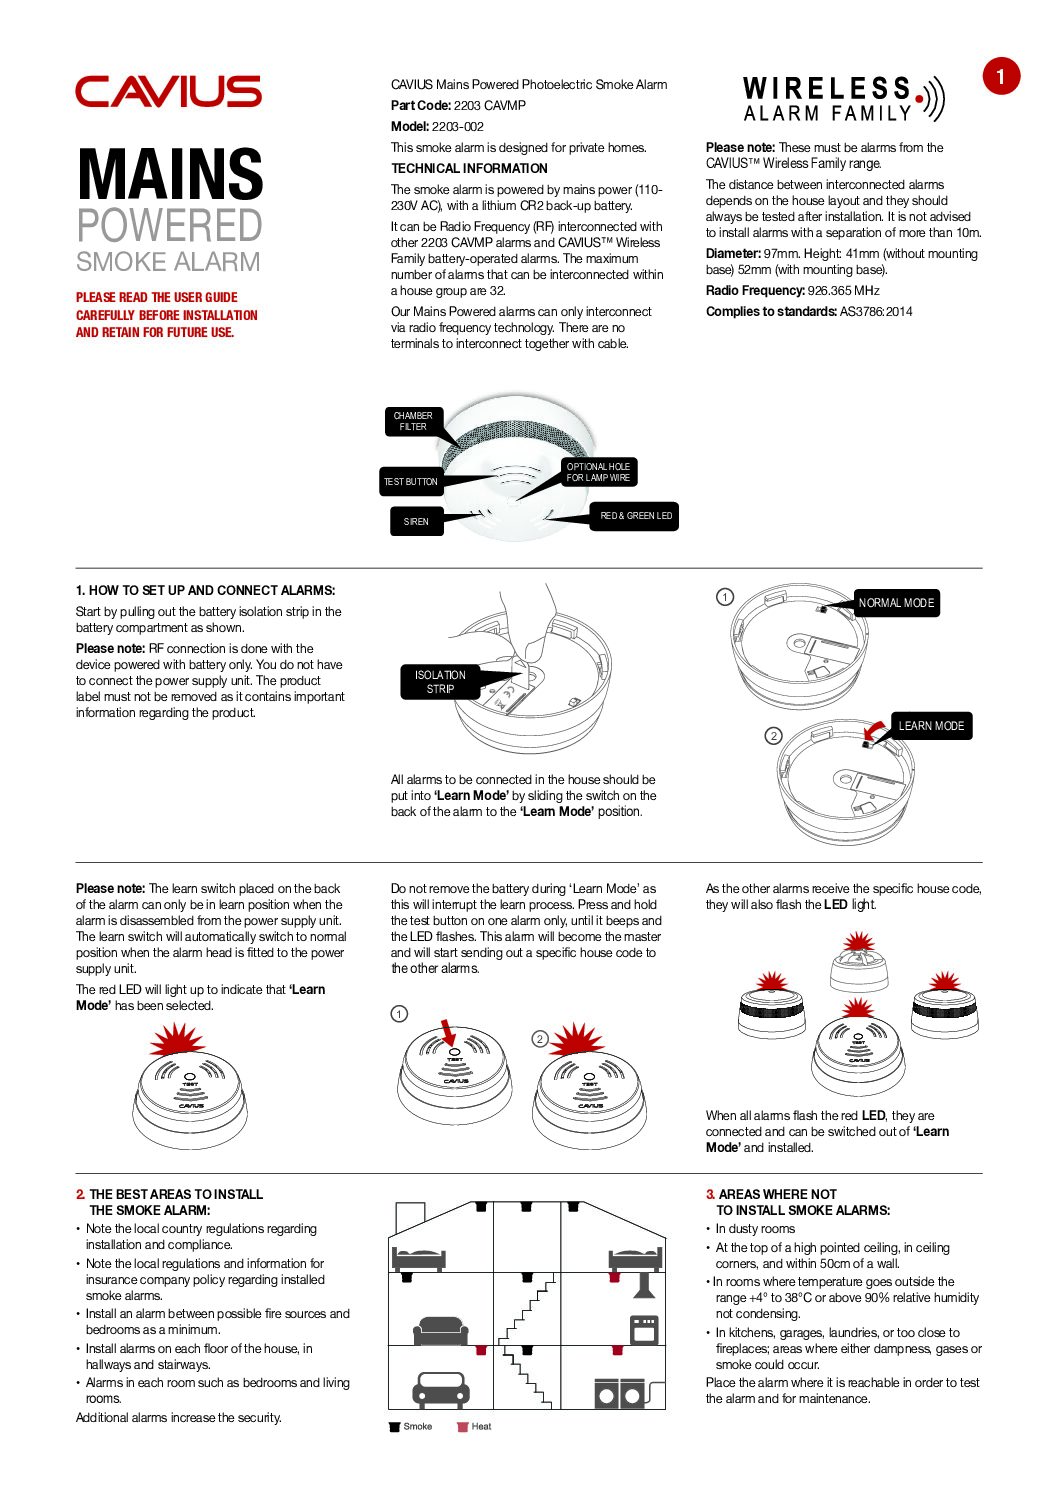 CAVIUS
MAINS
POWERED
SMOKE ALARM
PLEASE READ THE USER GUIDE
CAREFULLY BEFORE INSTALLATION
AND RETAIN FOR FUTURE USE.
CAVIUS Mains Powered Photoelectric Smoke Alarm
Part Code: 2203 CAVMP
Model: 2203-002
This smoke alarm is designed for private homes.
TECHNICAL INFORMATION
The smoke alarm is powered by mains power (110-
230V AC), with a lithium CR2 back-up battery.
It can be Radio Frequency (RF) interconnected with
other 2203 CAVMP alarms and CAVIUS™ Wireless
Family battery-operated alarms. The maximum
number of alarms that can be interconnected within
a house group are 32.
Our Mains Powered alarms can only interconnect
via radio frequency technology. There are no
terminals to interconnect together with cable.
WIRELESS
ALARM FAMILY
1
Please note: These must be alarms from the
CAVIUS™ Wireless Family range.
The distance between interconnected alarms
depends on the house layout and they should
always be tested after installation. It is not advised
to install alarms with a separation of more than 10m.
Diameter: 97mm. Height: 41mm (without mounting
base) 52mm (with mounting base).
Radio Frequency: 926.365 MHz
Complies to standards: AS3786:2014
CHAMBER
FILTER
TEST BUTTON
SIREN
OPTIONAL HOLE
FOR LAMP WIRE
RED & GREEN LED
1. HOW TO SET UP AND CONNECT ALARMS:
Start by pulling out the battery isolation strip in the
battery compartment as shown.
Please note: RF connection is done with the
device powered with battery only. You do not have
to connect the power supply unit. The product
label must not be removed as it contains important
information regarding the product.
ISOLATION
STRIP
All alarms to be connected in the house should be
put into ‘Learn Mode’ by sliding the switch on the
back of the alarm to the ‘Learn Mode’ position.
1
NORMAL MODE
2
LEARN MODE
Please note: The learn switch placed on the back
of the alarm can only be in learn position when the
alarm is disassembled from the power supply unit.
The learn switch will automatically switch to normal
position when the alarm head is fitted to the power
supply unit.
The red LED will light up to indicate that ‘Learn
Mode’ has been selected.
TEST
CAVIUS
Do not remove the battery during ‘Learn Mode’ as
this will interrupt the learn process. Press and hold
the test button on one alarm only, until it beeps and
the LED flashes. This alarm will become the master
and will start sending out a specific house code to
the other alarms.
1
TEST
CAVIUS
2
TEST
CAVIUS
As the other alarms receive the specific house code,
they will also flash the LED light.
TEST
CAVIUS
When all alarms flash the red LED, they are
connected and can be switched out of ‘Learn
Mode’ and installed.
2. THE BEST AREAS TO INSTALL
THE SMOKE ALARM:
• Note the local country regulations regarding
installation and compliance.
• Note the local regulations and information for
insurance company policy regarding installed
smoke alarms.
• Install an alarm between possible fire sources and
bedrooms as a minimum.
• Install alarms on each floor of the house, in
hallways and stairways.
• Alarms in each room such as bedrooms and living
rooms.
Additional alarms increase the security.
Smoke
Heat
3. AREAS WHERE NOT
TO INSTALL SMOKE ALARMS:
• In dusty rooms
• At the top of a high pointed ceiling, in ceiling
corners, and within 50cm of a wall.
• In rooms where temperature goes outside the
range +4° to 38°C or above 90% relative humidity
not condensing.
• In kitchens, garages, laundries, or too close to
fireplaces; areas where either dampness, gases or
smoke could occur.
Place the alarm where it is reachable in order to test
the alarm and for maintenance.